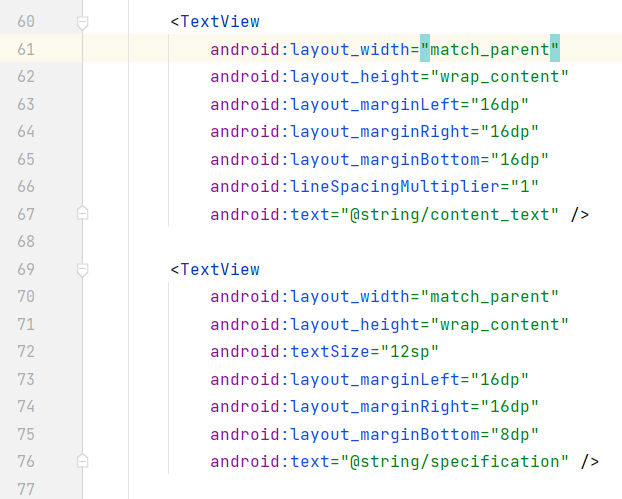 60 <TextView
61 android:layout_width="match_parent"
62 android:layout_height="wrap_content"
63 android:layout_marginLeft="16dp"
64 android:layout_marginRight="16dp"
65 android:layout_marginBottom="16dp"
66 android:lineSpacingMultiplier="1"
67 android:text="@string/content_text" />
68
69 <TextView
70 android:layout_width="match_parent"
71 android:layout_height="wrap_content"
72 android:textSize="12sp"
73 android:layout_marginLeft="16dp"
74 android:layout_marginRight="16dp"
75 android:layout_marginBottom="8dp"
76 android:text="@string/specification" />
77